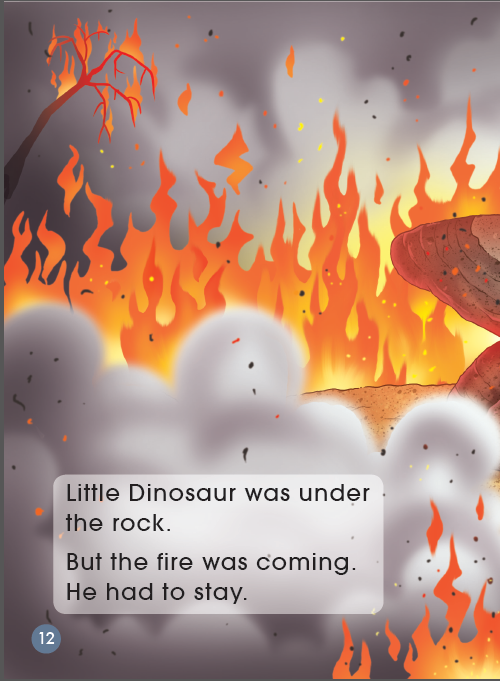 Little Dinosaur was under
the rock.
But the fire was coming.
He had to stay.
12